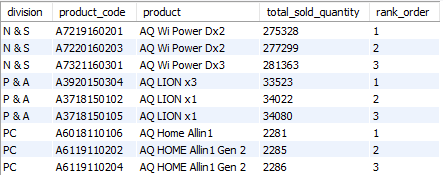 division product_code product total_sold_quantity rank_order
N & S A7219160201 AQ Wi Power Dx2 275328 1
N & S A7220160203 AQ Wi Power Dx2 277299 2
N & S A7321160301 AQ Wi Power Dx3 281363 3
P & A A3920150304 AQ LION x3 33523 1
P & A A3718150102 AQ LION x1 34022 2
P & A A3718150105 AQ LION x1 34080 3
PC A6018110106 AQ Home Allin1 2281 1
PC A6119110202 AQ HOME Allin1 Gen 2 2285 2
PC A6119110204 AQ HOME Allin1 Gen 2 2286 3